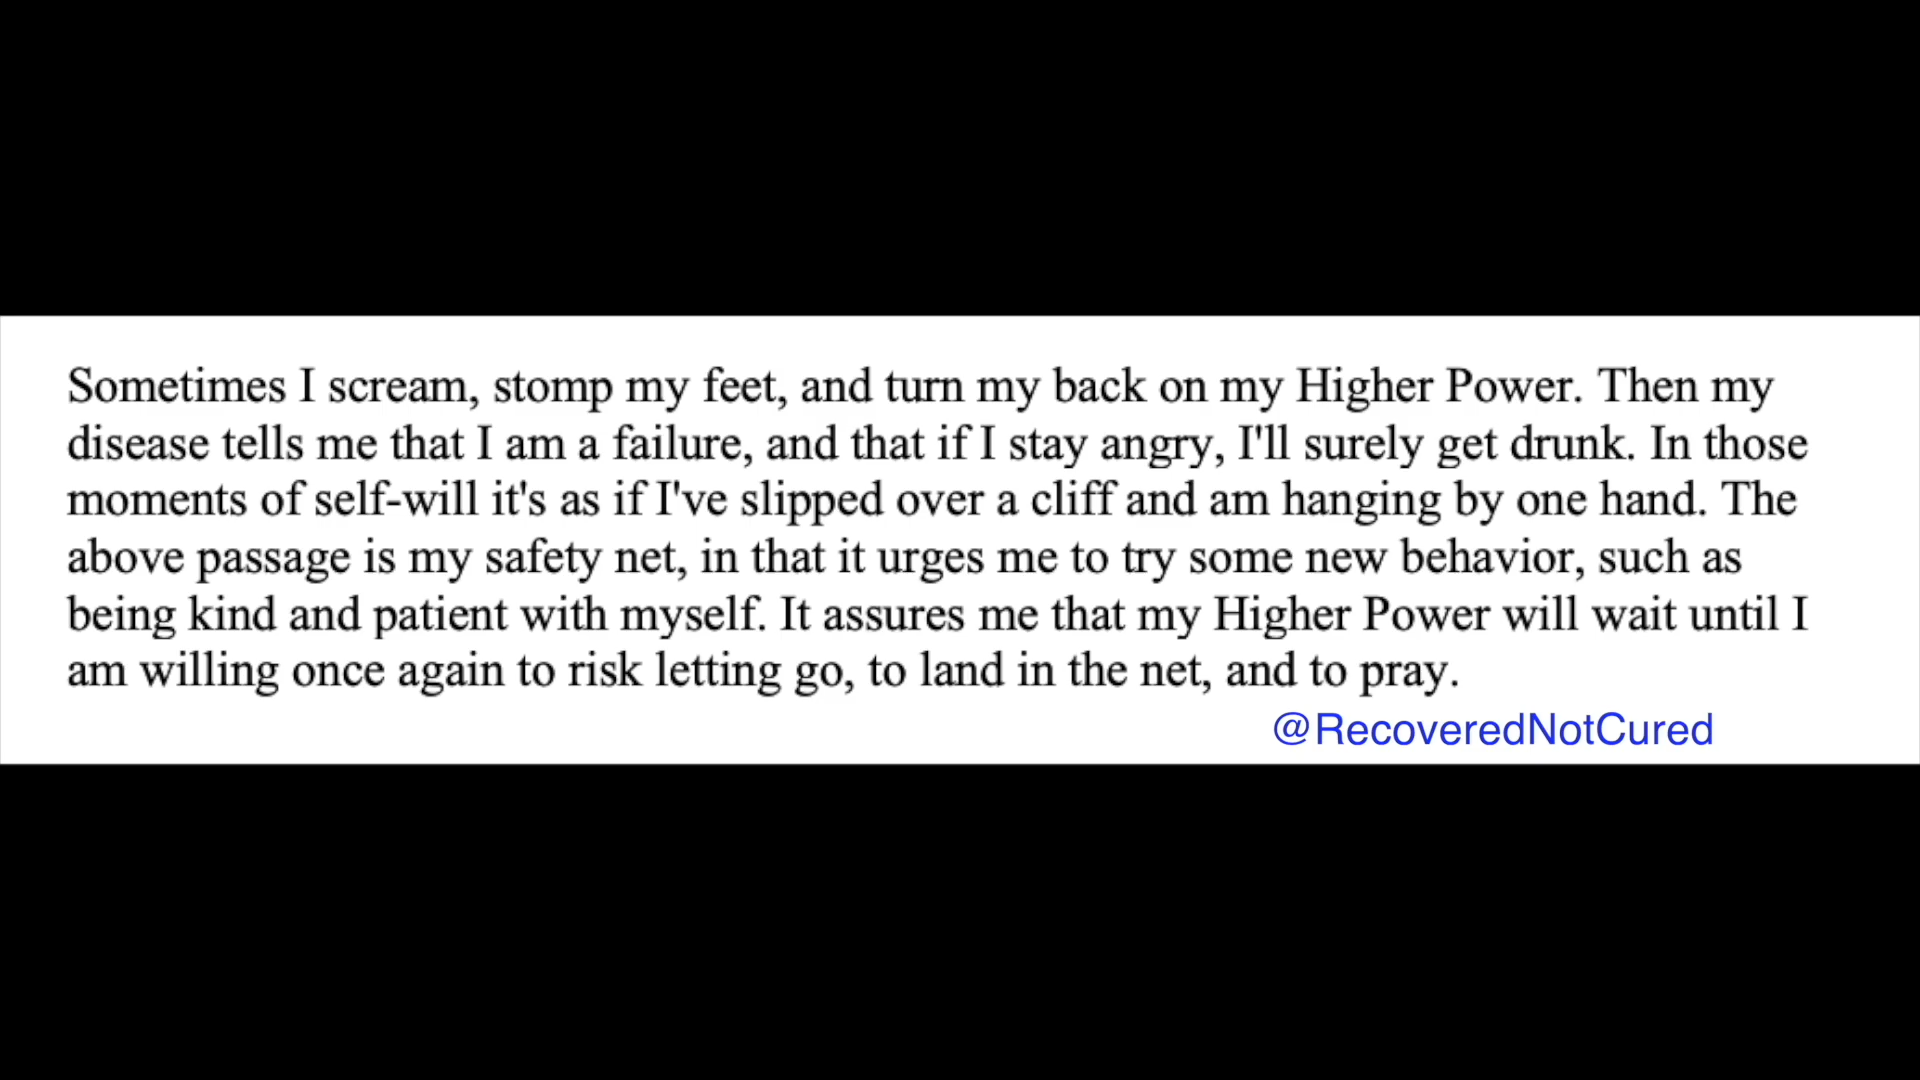 Sometimes I scream, stomp my feet, and turn my back on my Higher Power. Then my
disease tells me that I am a failure, and that if I stay angry, I'll surely get drunk. In those
moments of self-will it's as if I've slipped over a cliff and am hanging by one hand. The
above passage is my safety net, in that it urges me to try some new behavior, such as
being kind and patient with myself. It assures me that my Higher Power will wait until I
am willing once again to risk letting go, to land in the net, and to pray.
@RecoveredNotCured